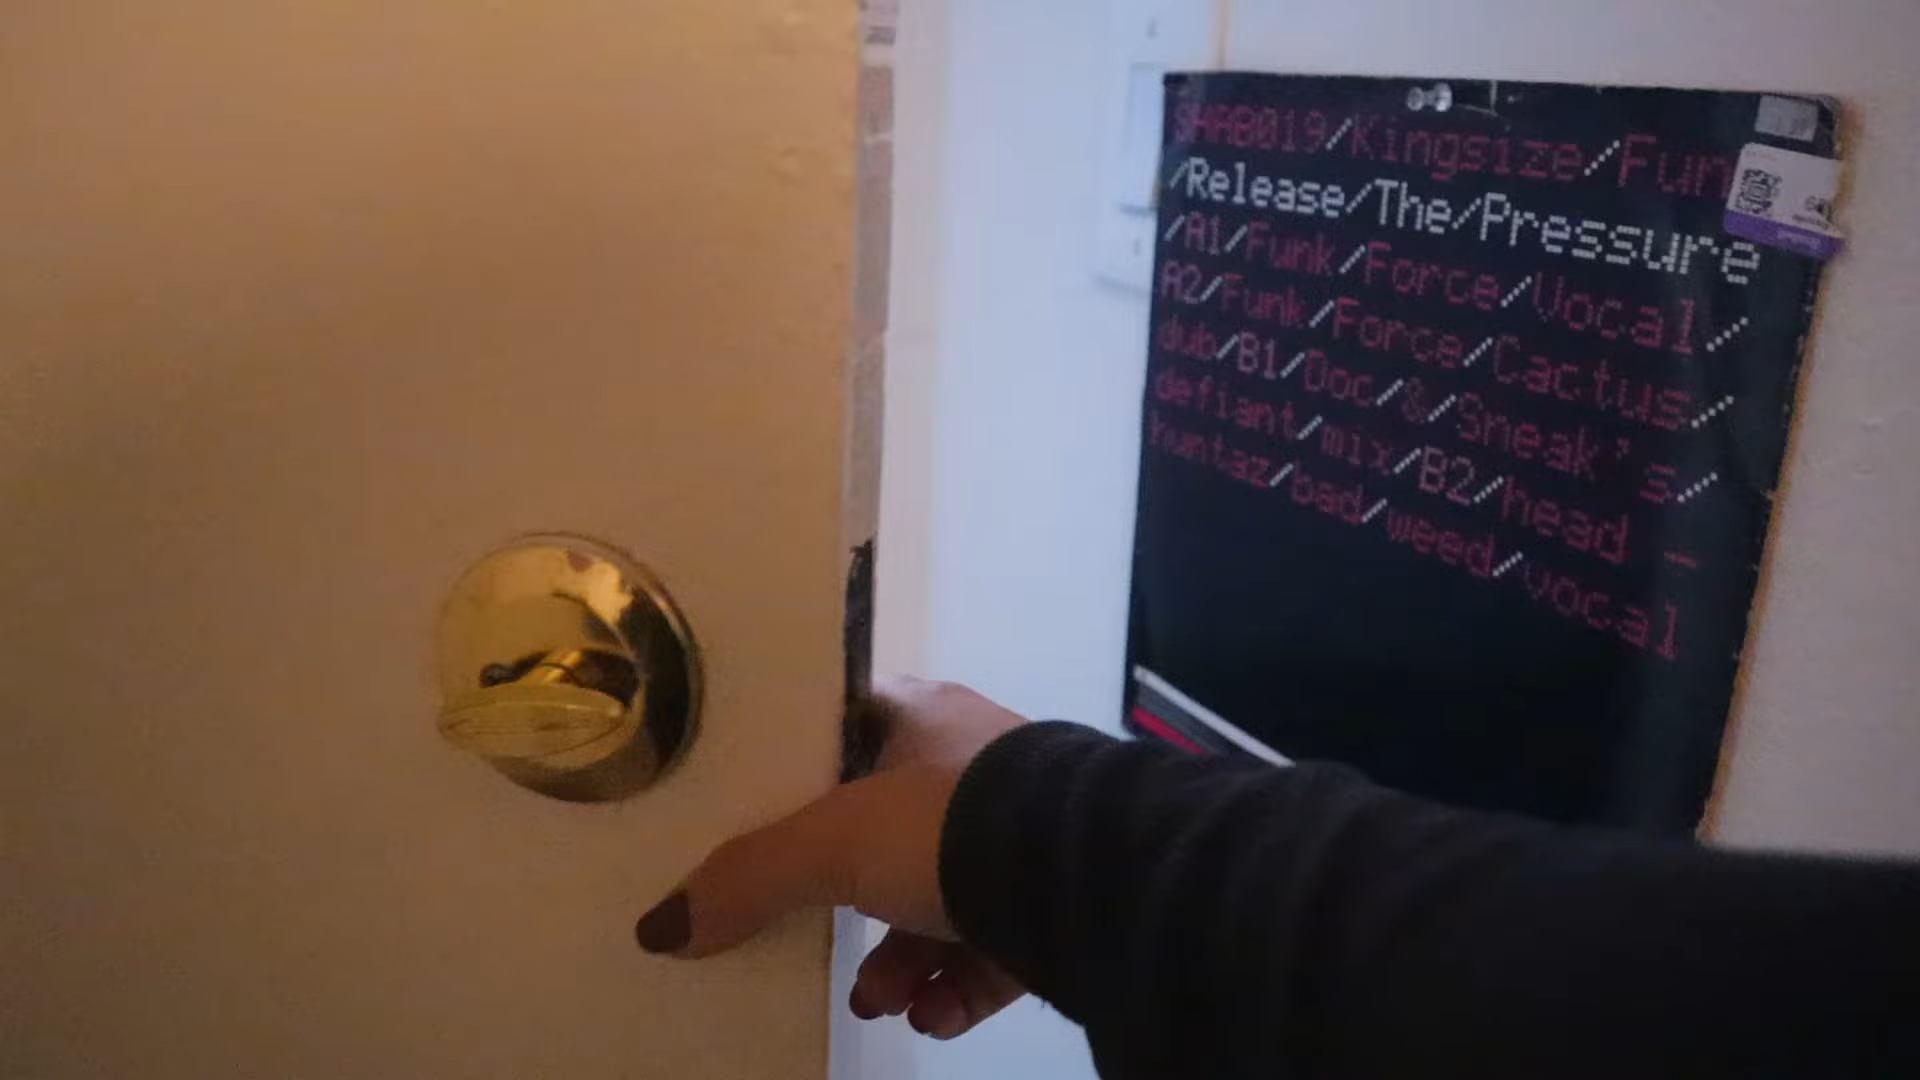 SHAB019/Kingsize/Fun
/Release/The/Pressure
/A1/Funk/Force/Vocal/
A2/Funk/Force/Cactus/
dub/B1/Doc/&/Sneak's/
defiant/mix/B2/head -
huntaz/bad/weed/vocal